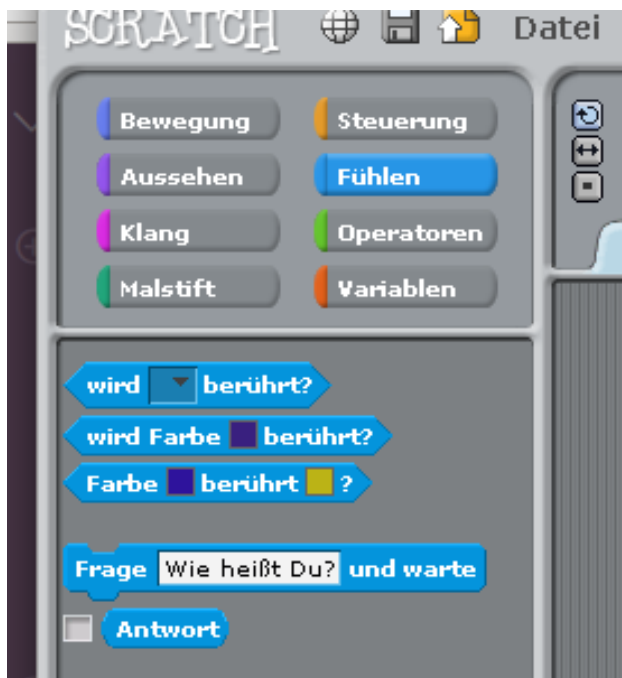 SCRATCH Datei
Bewegung Steuerung
Aussehen Fühlen
Klang Operatoren
Malstift Variablen
wird berührt?
wird Farbe berührt?
Farbe berührt ?
Frage Wie heißt Du? und warte
Antwort